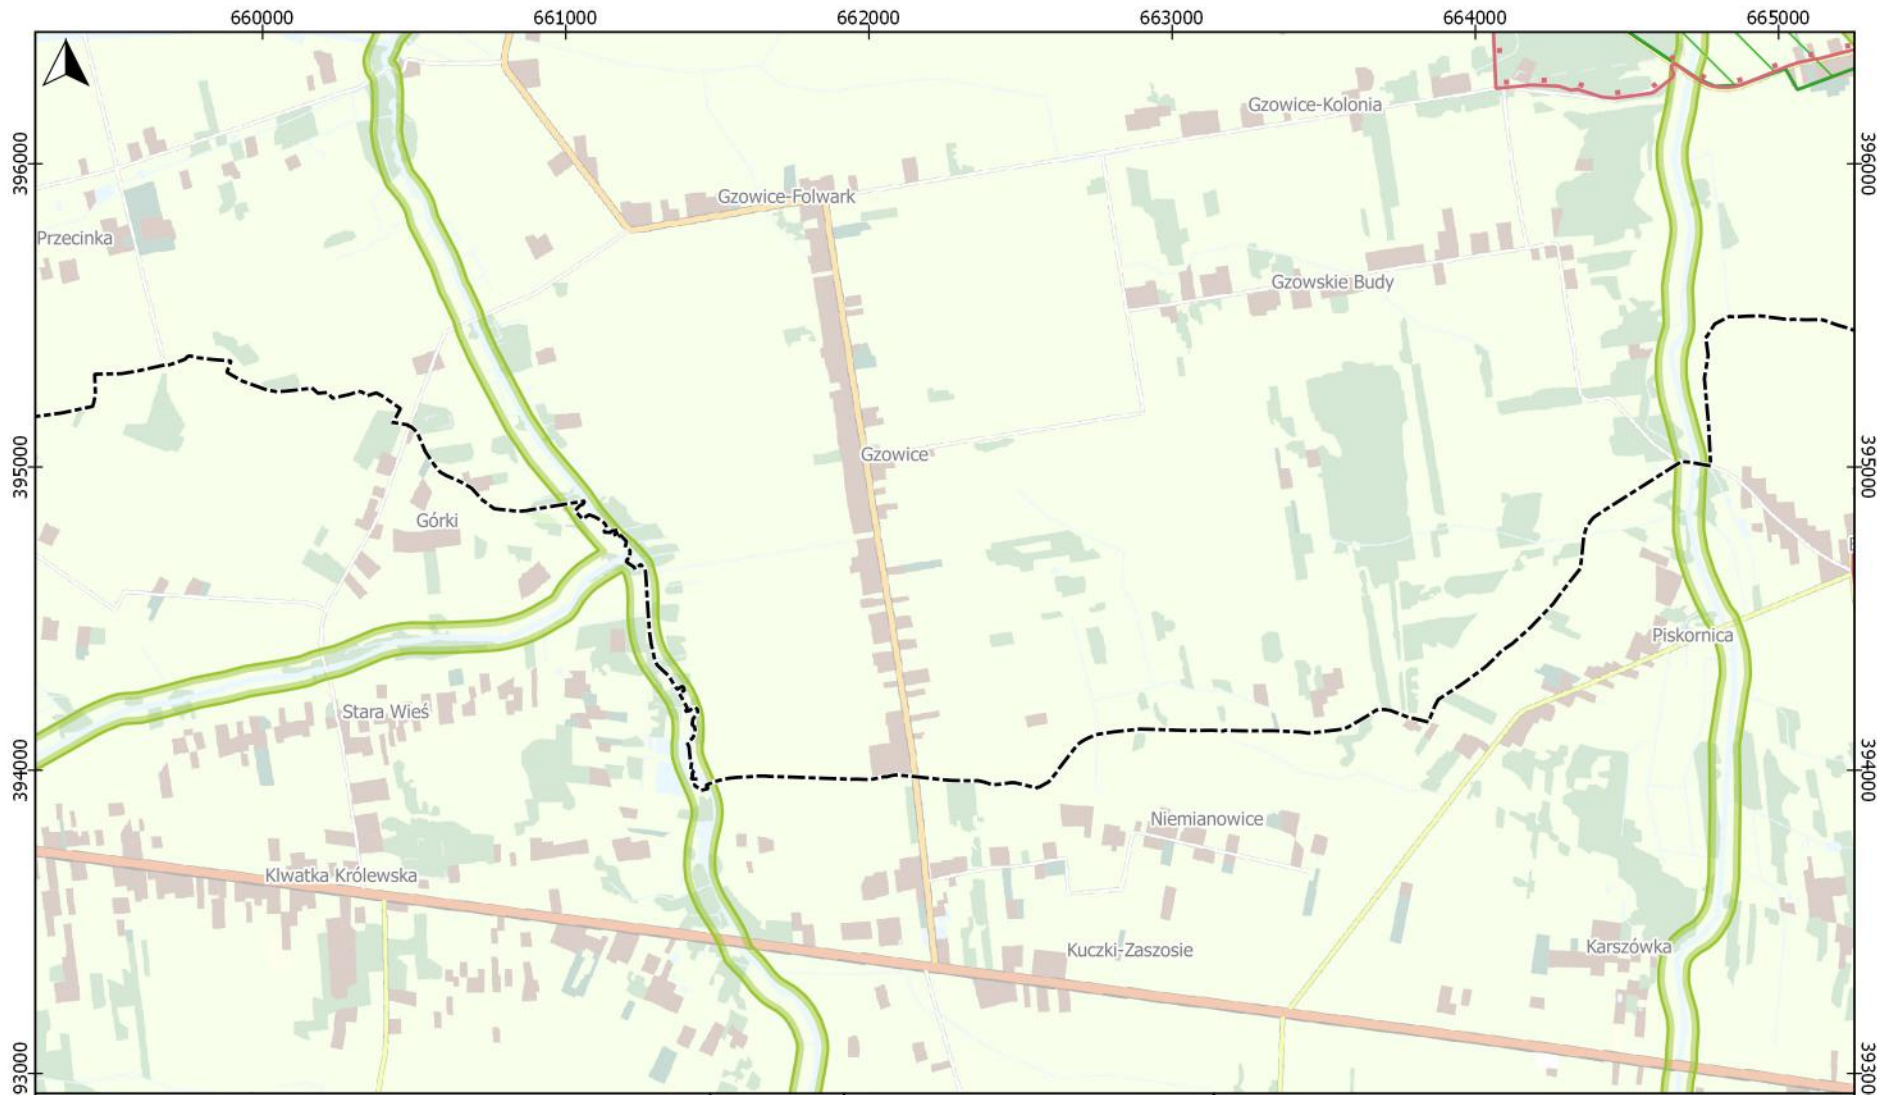 660000 661000 662000 663000 664000 665000
Gzowice-Kolonia
396000 396000
Gzowice-Folwark
Przecinka
Gzowskie Budy
Gzowice
395000 395000
Górki
Piskornica
Stara Wieś
394000 394000
Niemianowice
Klwatka Królewska
Karszówka
Kuczki-Zaszosie
93000 393000